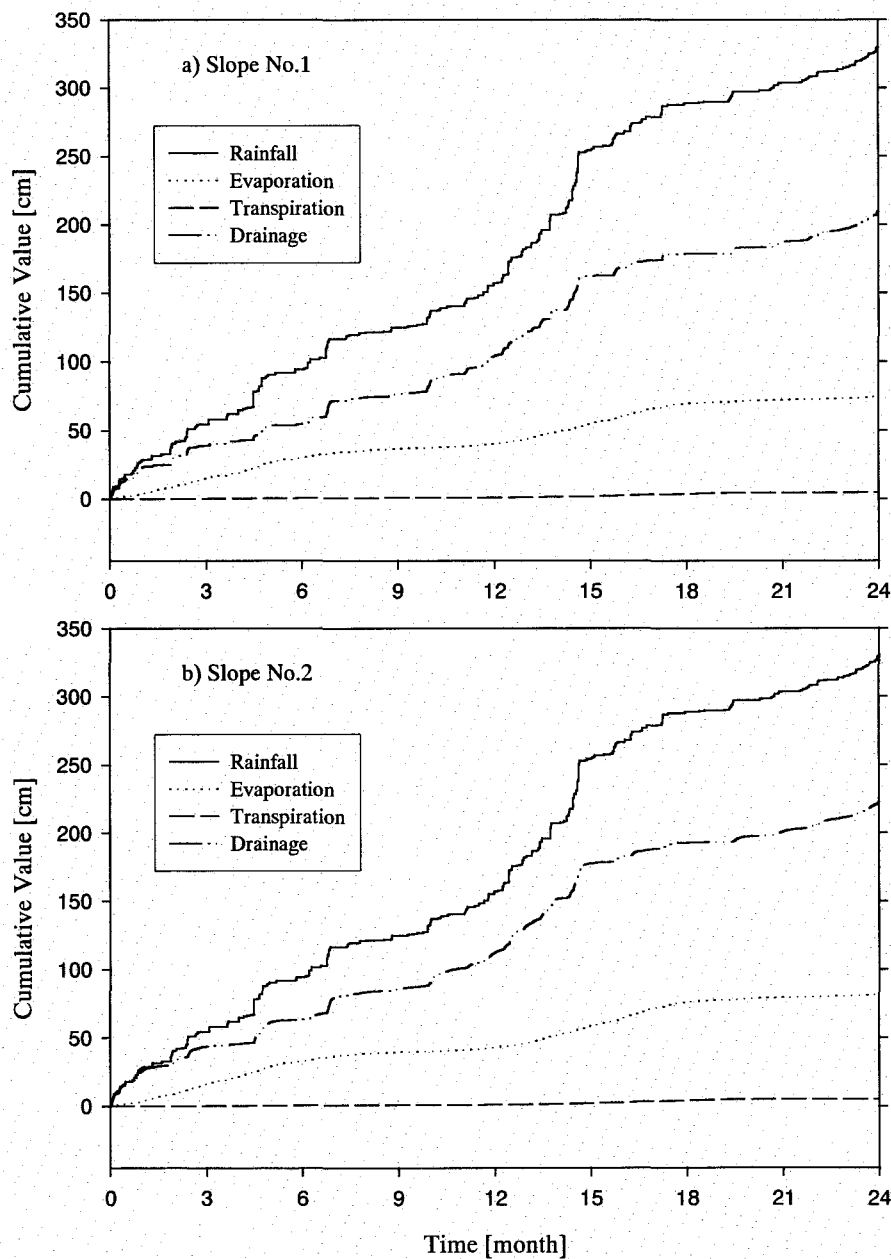 350
300
250
200
150
100
50
0
Cumulative Value [cm]
a) Slope No.1
Rainfall
Evaporation
Transpiration
Drainage
0 3 6 9 12 15 18 21 24
350
300
250
200
150
100
50
0
Cumulative Value [cm]
b) Slope No.2
Rainfall
Evaporation
Transpiration
Drainage
0 3 6 9 12 15 18 21 24
Time [month]